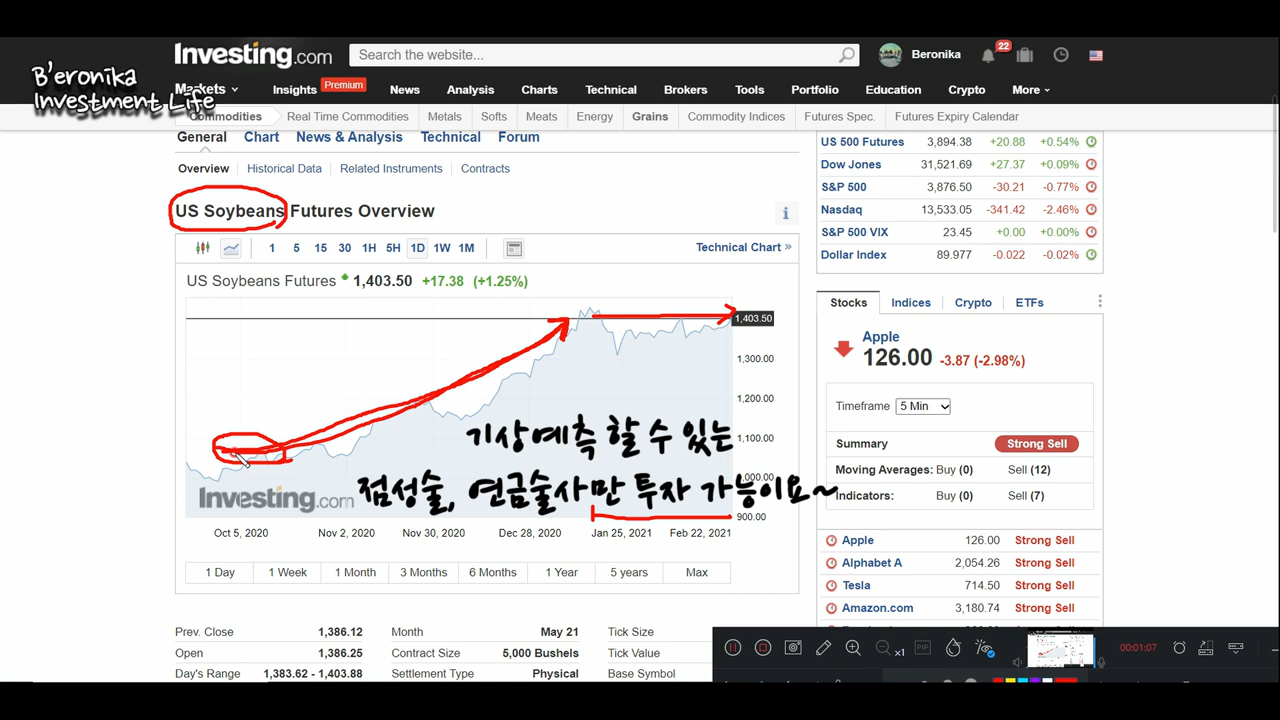 Investing.com
Search the website...
22
Beronika
B'eronika
Investment Life
Markets
Insights
Premium
News
Analysis
Charts
Technical
Brokers
Tools
Portfolio
Education
Crypto
More
Commodities
Real Time Commodities
Metals
Softs
Meats
Energy
Grains
Commodity Indices
Futures Spec.
Futures Expiry Calendar
General
Chart
News & Analysis
Technical
Forum
Overview
Historical Data
Related Instruments
Contracts
US Soybeans Futures Overview
1 5 15 30 1H 5H 1D 1W 1M
Technical Chart »
US Soybeans Futures 1,403.50 +17.38 (+1.25%)
1,403.50
1,300.00
1,200.00
1,100.00
1,000.00
900.00
Investing.com
기상예측 할 수 있는
점성술, 연금술사만 투자 가능이요~
Oct 5, 2020
Nov 2, 2020
Nov 30, 2020
Dec 28, 2020
Jan 25, 2021
Feb 22, 2021
1 Day
1 Week
1 Month
3 Months
6 Months
1 Year
5 years
Max
Prev. Close 1,386.12 Month May 21 Tick Size
Open 1,386.25 Contract Size 5,000 Bushels Tick Value
Day's Range 1,383.62 - 1,403.88 Settlement Type Physical Base Symbol
US 500 Futures 3,894.38 +20.88 +0.54%
Dow Jones 31,521.69 +27.37 +0.09%
S&P 500 3,876.50 -30.21 -0.77%
Nasdaq 13,533.05 -341.42 -2.46%
S&P 500 VIX 23.45 +0.00 +0.00%
Dollar Index 89.977 -0.022 -0.02%
Stocks
Indices
Crypto
ETFs
Apple
126.00 -3.87 (-2.98%)
Timeframe 5 Min
Summary Strong Sell
Moving Averages: Buy (0) Sell (12)
Indicators: Buy (0) Sell (7)
Apple 126.00 Strong Sell
Alphabet A 2,054.26 Strong Sell
Tesla 714.50 Strong Sell
Amazon.com 3,180.74 Strong Sell
x1
PIP
00:01:07